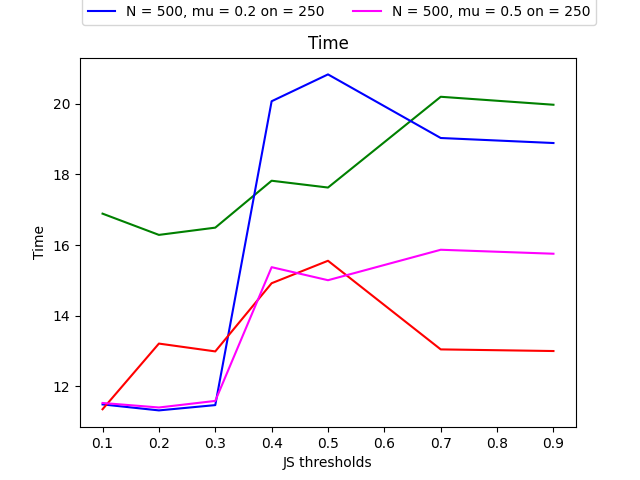 N = 500, mu = 0.2 on = 250 N = 500, mu = 0.5 on = 250
Time
20
18
16
14
12
Time
0.1 0.2 0.3 0.4 0.5 0.6 0.7 0.8 0.9
JS thresholds